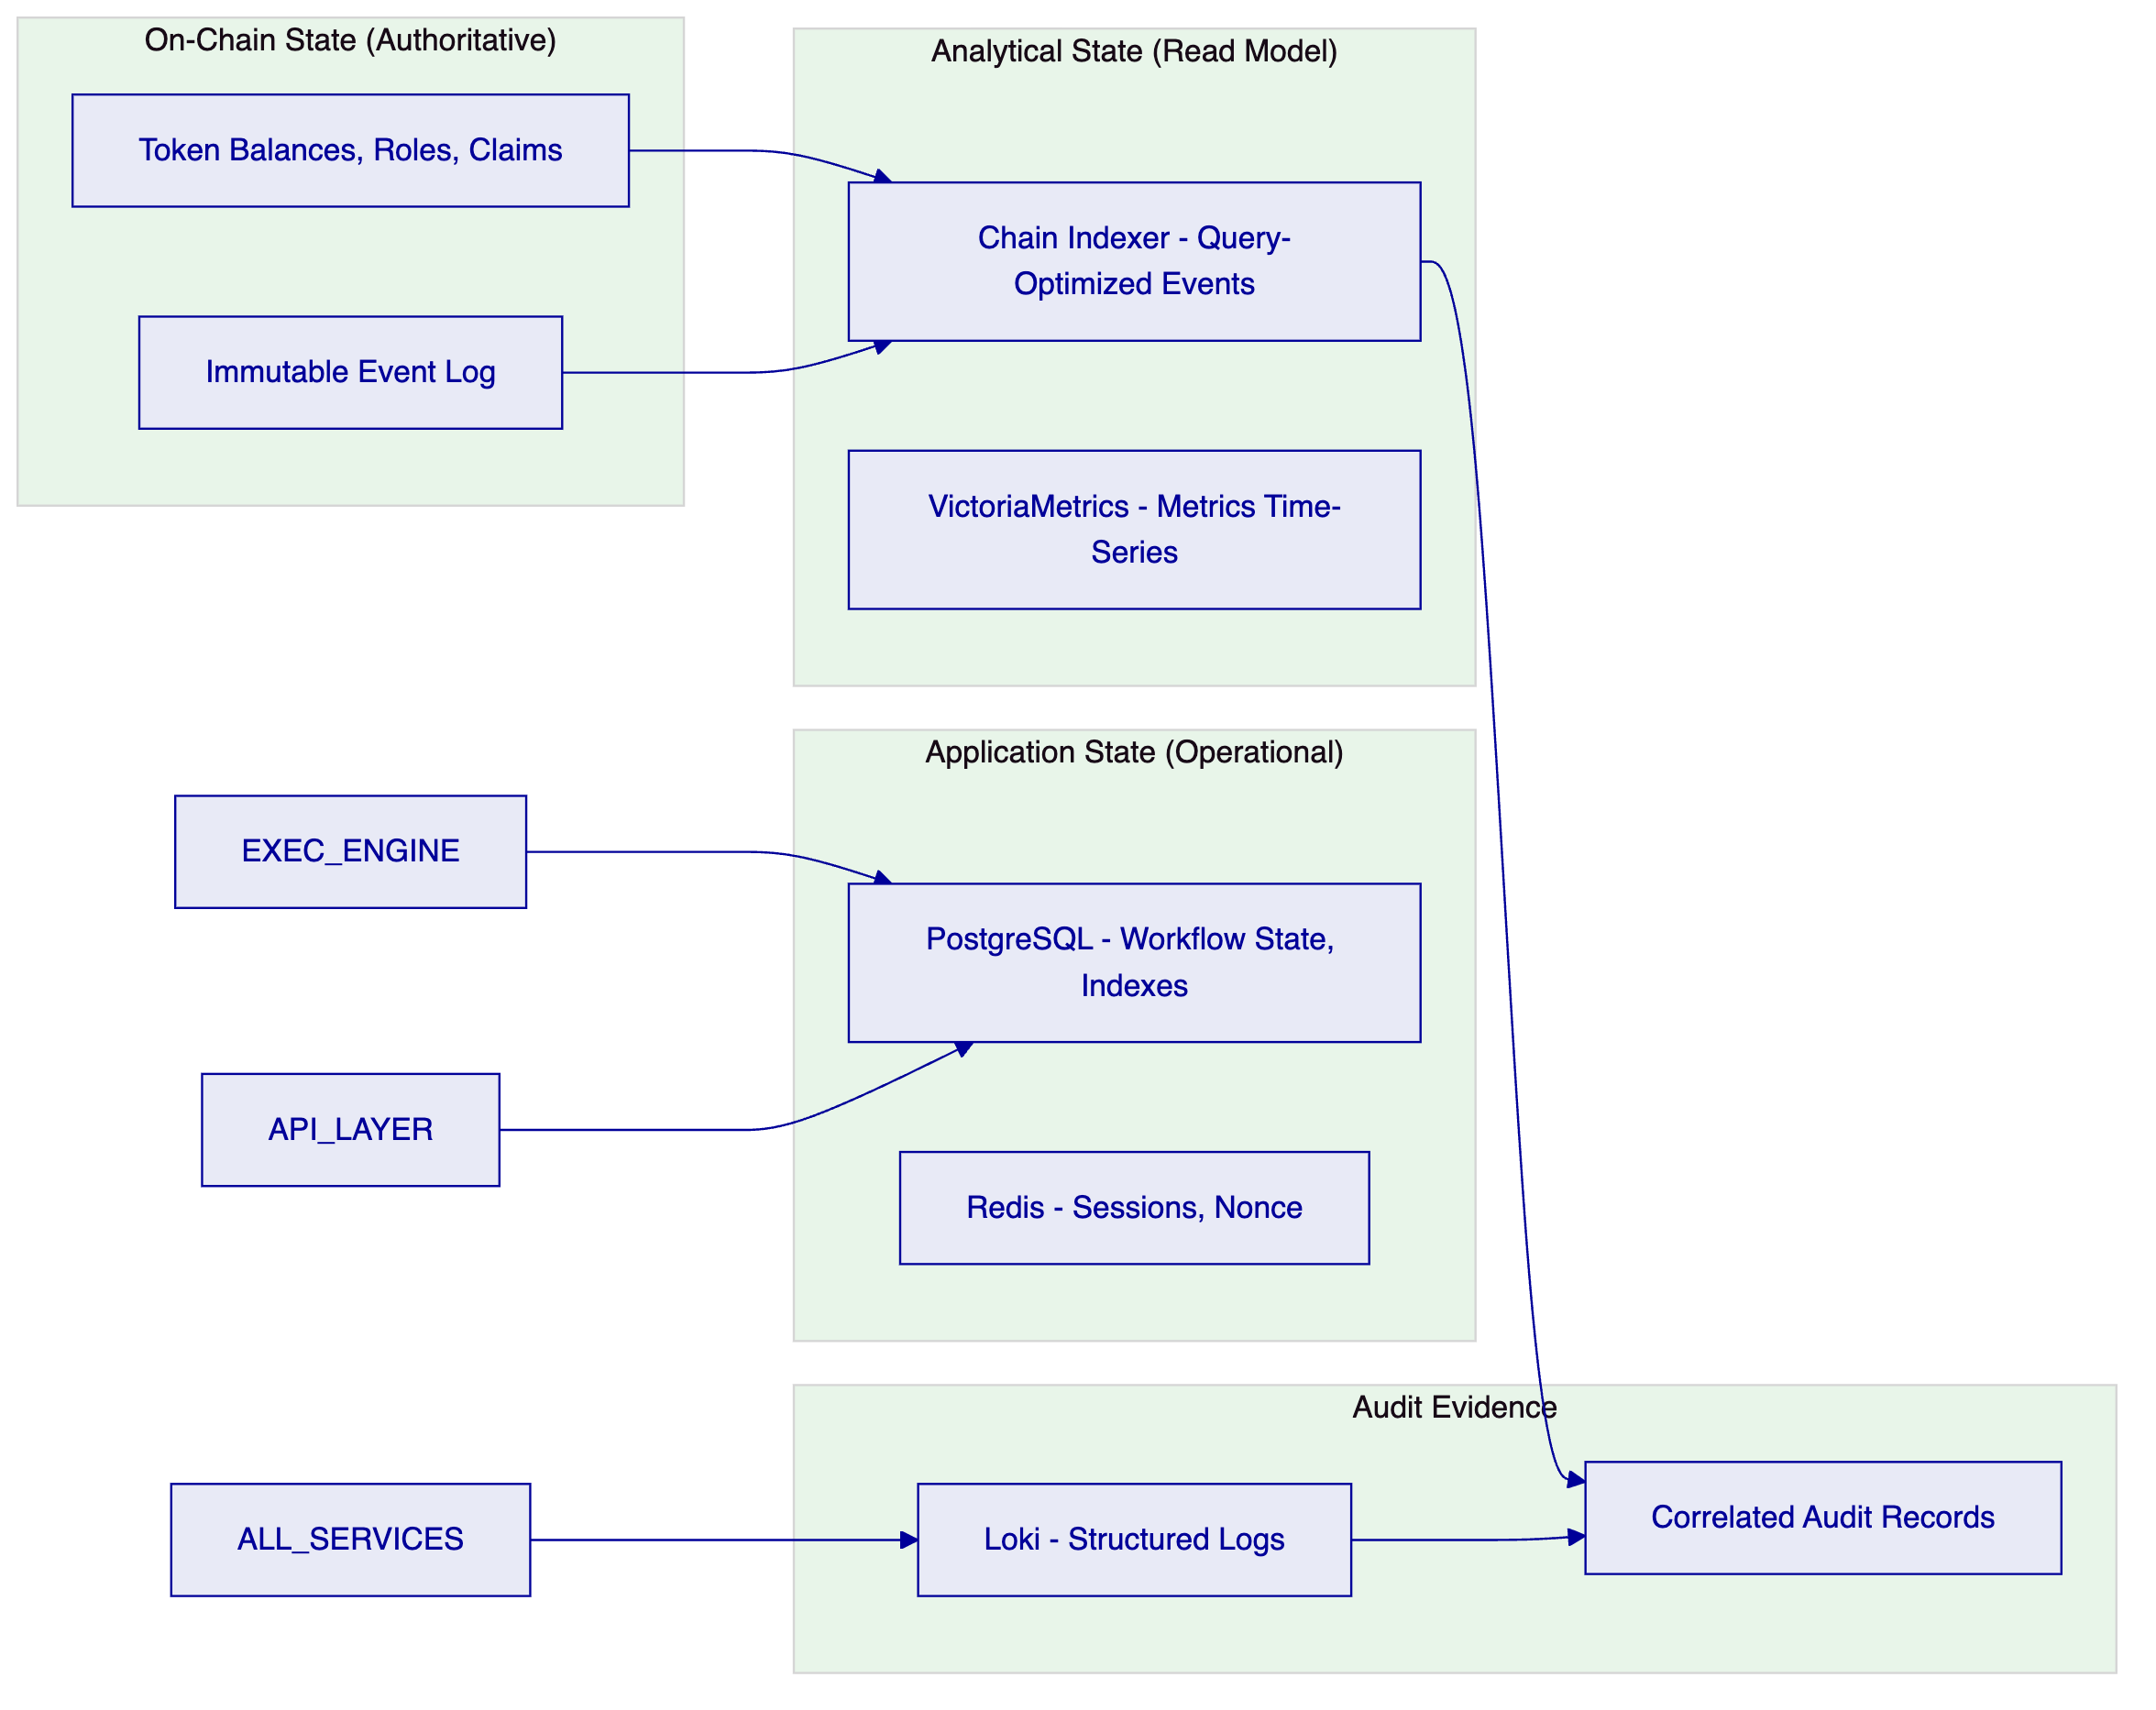 On-Chain State (Authoritative)
Token Balances, Roles, Claims
Immutable Event Log
Analytical State (Read Model)
Chain Indexer - Query-
Optimized Events
VictoriaMetrics - Metrics Time-
Series
Application State (Operational)
EXEC_ENGINE
PostgreSQL - Workflow State,
Indexes
API_LAYER
Redis - Sessions, Nonce
Audit Evidence
ALL_SERVICES
Loki - Structured Logs
Correlated Audit Records